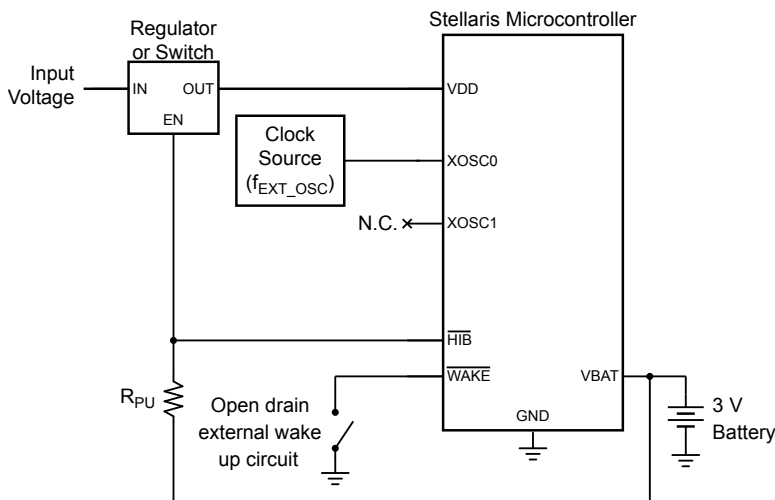 Stellaris Microcontroller
Regulator
or Switch
Input
Voltage
IN
OUT
EN
VDD
Clock
Source
(fEXT_OSC)
XOSC0
N.C.
XOSC1
HIB
WAKE
VBAT
RPU
Open drain
external wake
up circuit
GND
3 V
Battery